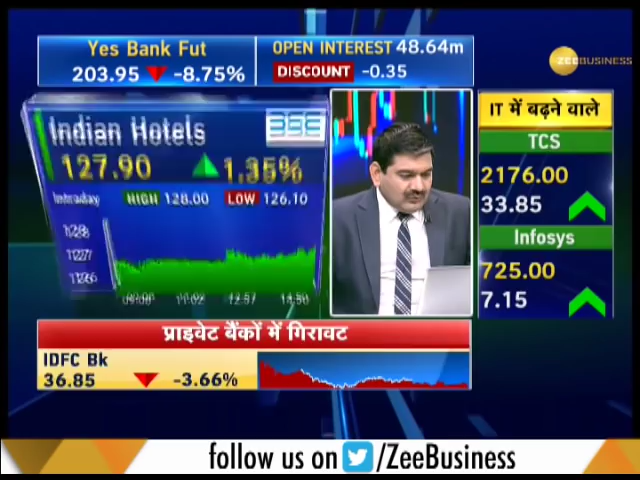 Yes Bank Fut
203.95 -8.75%
OPEN INTEREST 48.64m
DISCOUNT -0.35
ZEEBUSINESS
Indian Hotels BSE
127.90 1.35%
Intraday HIGH 128.00 LOW 126.10
128
127
126
11:02 12:57 14:50
IT में बढ़ने वाले
TCS
2176.00
33.85
Infosys
725.00
7.15
प्राइवेट बैंकों में गिरावट
IDFC Bk
36.85 -3.66%
follow us on /ZeeBusiness